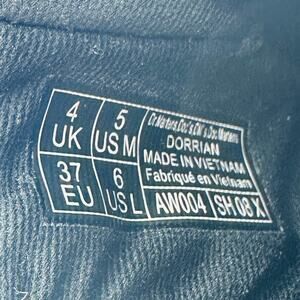 4 UK
5 US M
37 EU
6 US L
Dr. Martens, Doc's, DM's, Doc Martens
DORRIAN
MADE IN VIETNAM
Fabriqué en Vietnam
AW004 SH 08 X